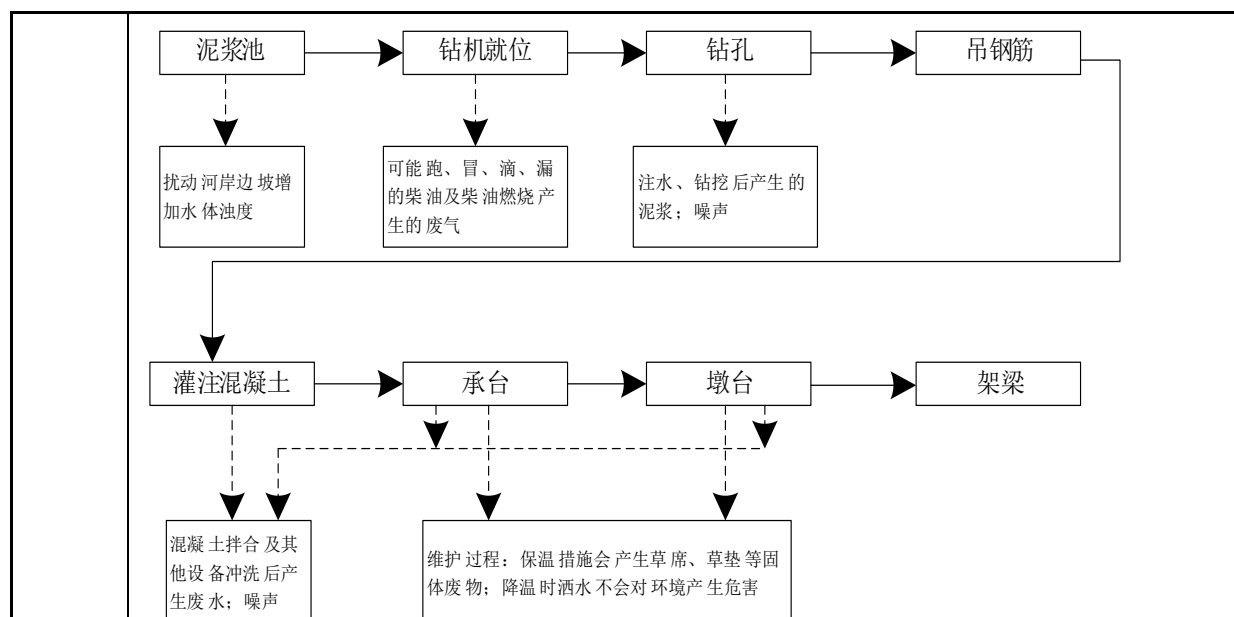 泥浆池
钻机就位
钻孔
吊钢筋
扰动河岸边坡增
加水体浊度
可能跑、冒、滴、漏
的柴油及柴油燃烧产
生的废气
注水、钻挖后产生的
泥浆；噪声
灌注混凝土
承台
墩台
架梁
混凝土拌合及其
他设备冲洗后产
生废水；噪声
维护过程：保温措施会产生草席、草垫等固
体废物；降温时洒水不会对环境产生危害